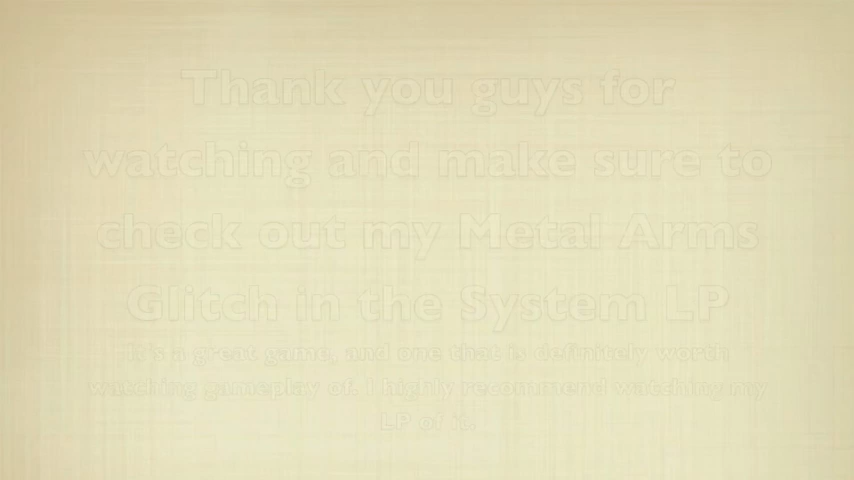 Thank you guys for
watching and make sure to
check out my Metal Arms
Glitch in the System LP
It's a great game, and one that is definitely worth
watching gameplay of. I highly recommend watching my
LP of it.